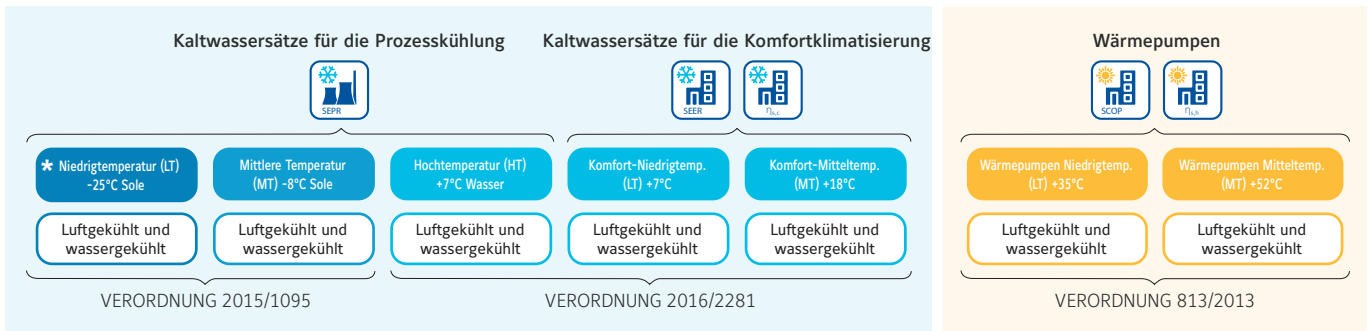 Kaltwassersätze für die Prozesskühlung
SEPR
Kaltwassersätze für die Komfortklimatisierung
SEER
ηs,c
Wärmepumpen
SCOP
ηs,h
* Niedrigtemperatur (LT)
-25°C Sole
Mittlere Temperatur
(MT) -8°C Sole
Hochtemperatur (HT)
+7°C Wasser
Komfort-Niedrigtemp.
(LT) +7°C
Komfort-Mitteltemp.
(MT) +18°C
Wärmepumpen Niedrigtemp.
(LT) +35°C
Wärmepumpen Mitteltemp.
(MT) +52°C
Luftgekühlt und
wassergekühlt
Luftgekühlt und
wassergekühlt
Luftgekühlt und
wassergekühlt
Luftgekühlt und
wassergekühlt
Luftgekühlt und
wassergekühlt
Luftgekühlt und
wassergekühlt
Luftgekühlt und
wassergekühlt
VERORDNUNG 2015/1095
VERORDNUNG 2016/2281
VERORDNUNG 813/2013